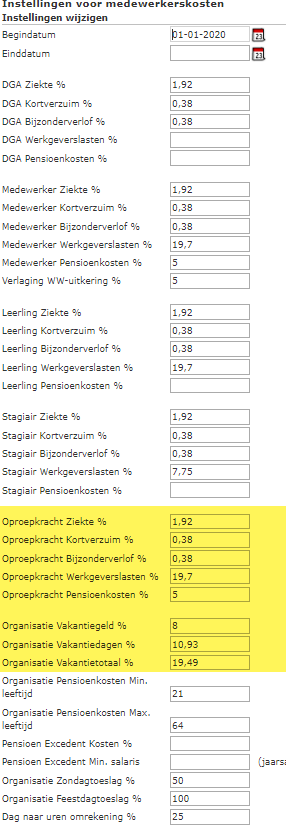 Instellingen voor medewerkerskosten
Instellingen wijzigen
Begindatum 01-01-2020 23
Einddatum 23
DGA Ziekte % 1,92
DGA Kortverzuim % 0,38
DGA Bijzonderverlof % 0,38
DGA Werkgeverslasten %
DGA Pensioenkosten %
Medewerker Ziekte % 1,92
Medewerker Kortverzuim % 0,38
Medewerker Bijzonderverlof % 0,38
Medewerker Werkgeverslasten % 19,7
Medewerker Pensioenkosten % 5
Verlaging WW-uitkering % 5
Leerling Ziekte % 1,92
Leerling Kortverzuim % 0,38
Leerling Bijzonderverlof % 0,38
Leerling Werkgeverslasten % 19,7
Leerling Pensioenkosten %
Stagiair Ziekte % 1,92
Stagiair Kortverzuim % 0,38
Stagiair Bijzonderverlof % 0,38
Stagiair Werkgeverslasten % 7,75
Stagiair Pensioenkosten %
Oproepkracht Ziekte % 1,92
Oproepkracht Kortverzuim % 0,38
Oproepkracht Bijzonderverlof % 0,38
Oproepkracht Werkgeverslasten % 19,7
Oproepkracht Pensioenkosten % 5
Organisatie Vakantiegeld % 8
Organisatie Vakantiedagen % 10,93
Organisatie Vakantietotaal % 19,49
Organisatie Pensioenkosten Min.
leeftijd 21
Organisatie Pensioenkosten Max.
leeftijd 64
Pensioen Excedent Kosten %
Pensioen Excedent Min. salaris (jaarsa
Organisatie Zondagtoeslag % 50
Organisatie Feestdagtoeslag % 100
Dag naar uren omrekening % 25